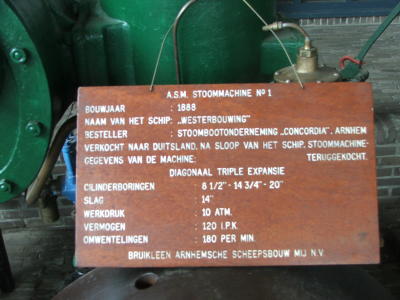 A.S.M. STOOMMACHINE Nº 1
BOUWJAAR : 1888
NAAM VAN HET SCHIP: „WESTERBOUWING”
BESTELLER : STOOMBOOTONDERNEMING „CONCORDIA”. ARNHEM
VERKOCHT NAAR DUITSLAND, NA SLOOP VAN HET SCHIP, STOOMMACHINE-
GEGEVENS VAN DE MACHINE: TERUGGEKOCHT.
DIAGONAAL TRIPLE EXPANSIE
CILINDERBORINGEN : 8 1/2" - 14 3/4" - 20"
SLAG : 14"
WERKDRUK : 10 ATM.
VERMOGEN : 120 I.P.K
OMWENTELINGEN : 180 PER MIN.
BRUIKLEEN ARNHEMSCHE SCHEEPSBOUW MIJ N.V.